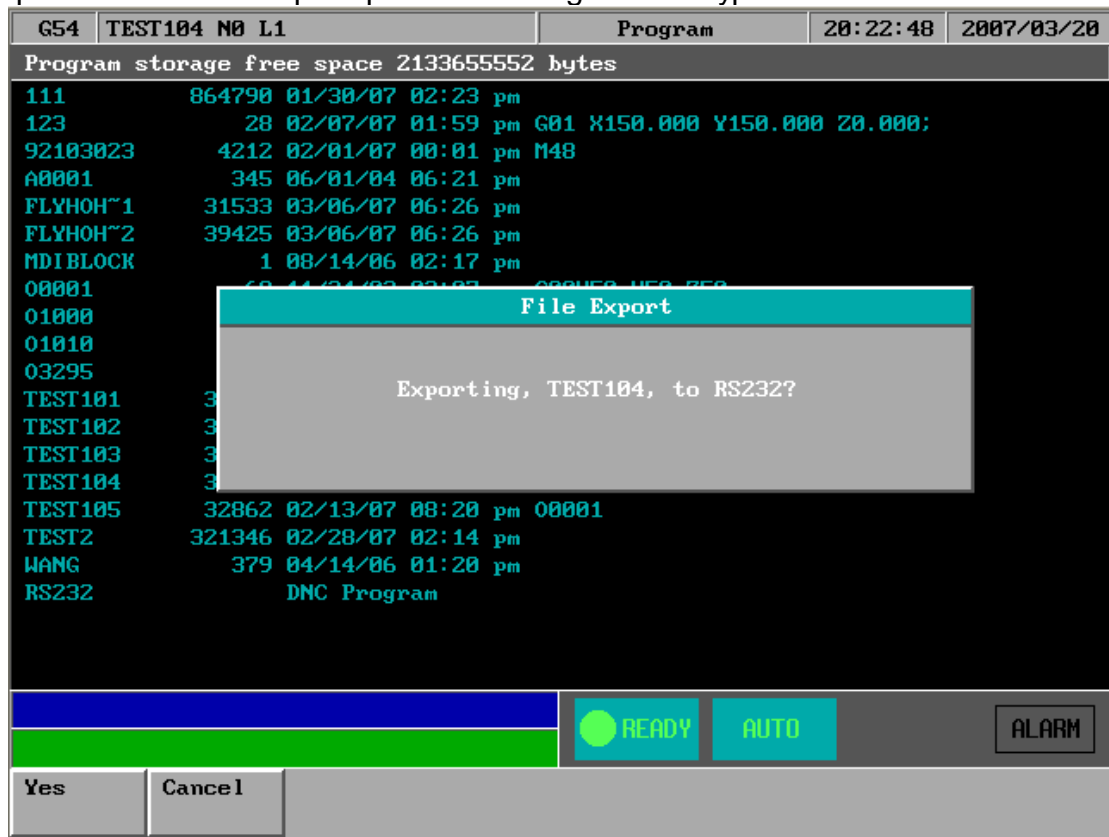 G54 TEST104 N0 L1 Program 20:22:48 2007/03/20
Program storage free space 2133655552 bytes
111 864790 01/30/07 02:23 pm
123 28 02/07/07 01:59 pm G01 X150.000 Y150.000 Z0.000;
92103023 4212 02/01/07 00:01 pm M48
A0001 345 06/01/04 06:21 pm
FLYHOH~1 31533 03/06/07 06:26 pm
FLYHOH~2 39425 03/06/07 06:26 pm
MDIBLOCK 1 08/14/06 02:17 pm
O0001
File Export
O1000
O1010
O3295
Exporting, TEST104, to RS232?
TEST101 3
TEST102 3
TEST103 3
TEST104 3
TEST105 32862 02/13/07 08:20 pm O0001
TEST2 321346 02/28/07 02:14 pm
WANG 379 04/14/06 01:20 pm
RS232 DNC Program
READY AUTO ALARM
Yes Cancel